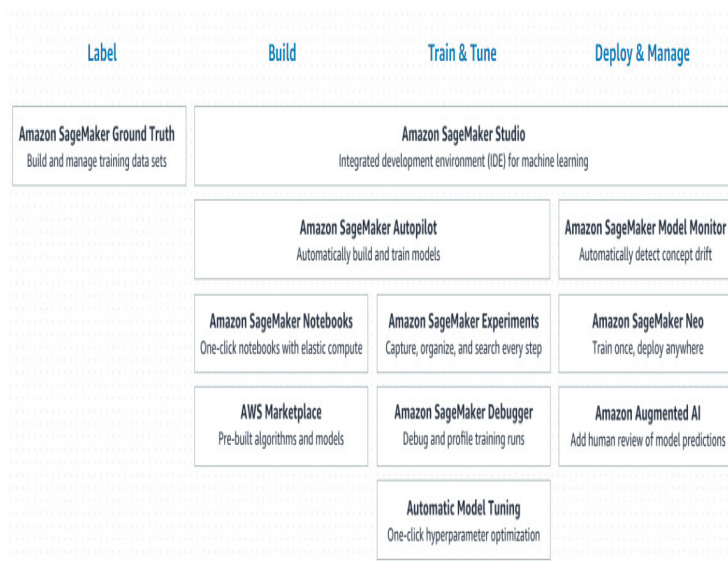 Label
Build
Train & Tune
Deploy & Manage
Amazon SageMaker Ground Truth
Build and manage training data sets
Amazon SageMaker Studio
Integrated development environment (IDE) for machine learning
Amazon SageMaker Autopilot
Automatically build and train models
Amazon SageMaker Model Monitor
Automatically detect concept drift
Amazon SageMaker Notebooks
One-click notebooks with elastic compute
Amazon SageMaker Experiments
Capture, organize, and search every step
Amazon SageMaker Neo
Train once, deploy anywhere
AWS Marketplace
Pre-built algorithms and models
Amazon SageMaker Debugger
Debug and profile training runs
Amazon Augmented AI
Add human review of model predictions
Automatic Model Tuning
One-click hyperparameter optimization